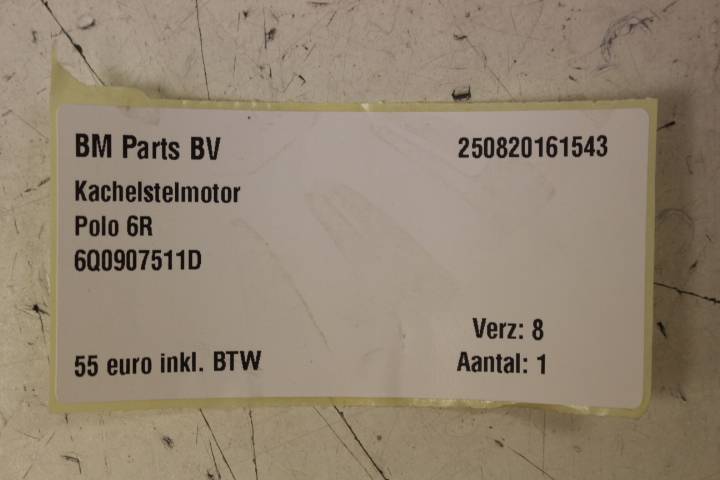 BM Parts BV 250820161543
Kachelstelmotor
Polo 6R
6Q0907511D
Verz: 8
55 euro inkl. BTW Aantal: 1